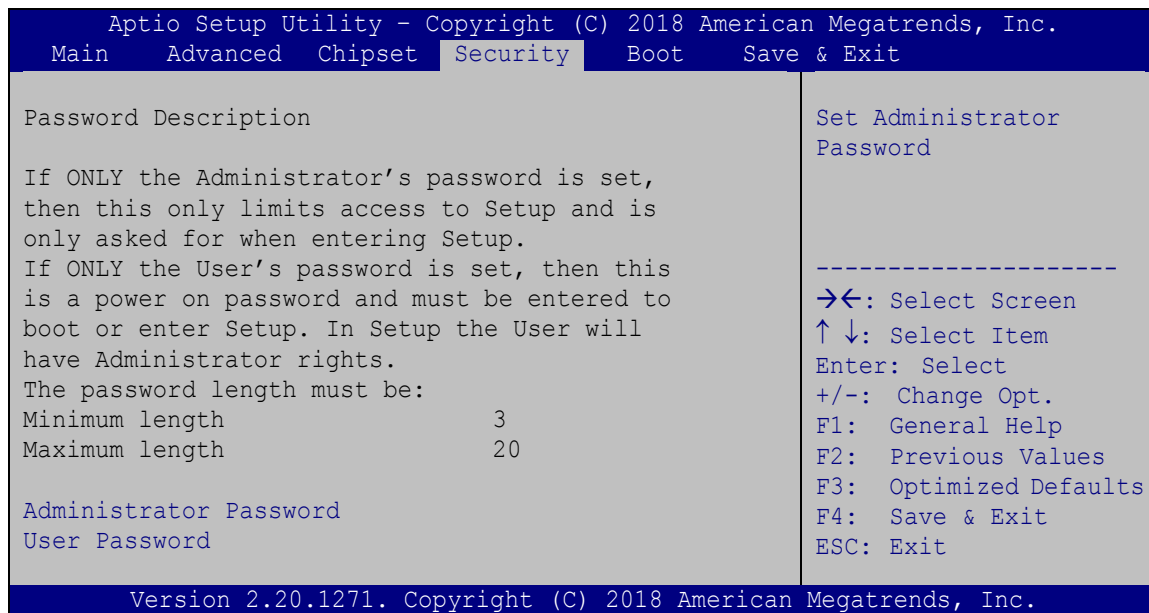 Aptio Setup Utility – Copyright (C) 2018 American Megatrends, Inc.
Main Advanced Chipset Security Boot Save & Exit
Password Description
If ONLY the Administrator’s password is set,
then this only limits access to Setup and is
only asked for when entering Setup.
If ONLY the User’s password is set, then this
is a power on password and must be entered to
boot or enter Setup. In Setup the User will
have Administrator rights.
The password length must be:
Minimum length 3
Maximum length 20
Administrator Password
User Password
Set Administrator
Password
---------------------
→←: Select Screen
↑ ↓: Select Item
Enter: Select
+/-: Change Opt.
F1: General Help
F2: Previous Values
F3: Optimized Defaults
F4: Save & Exit
ESC: Exit
Version 2.20.1271. Copyright (C) 2018 American Megatrends, Inc.